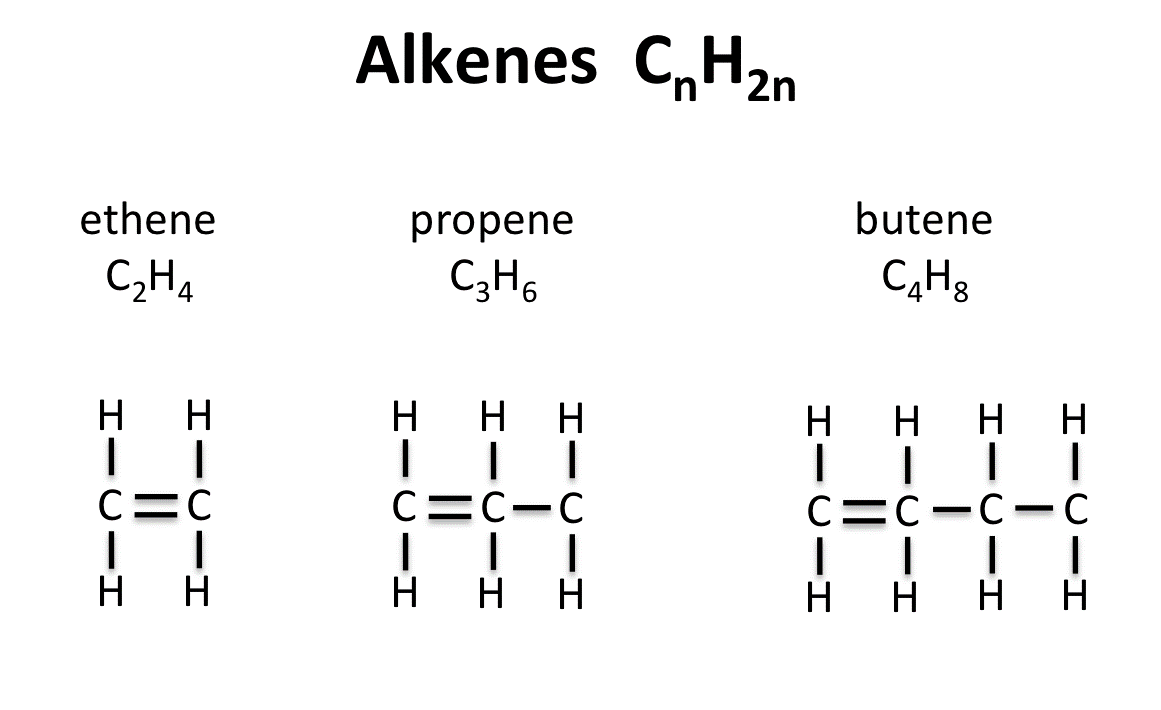 Alkenes CₙH₂ₙ
ethene propene butene
C₂H₄ C₃H₆ C₄H₈
H H H H H H H H H
C C C C C C C C C
H H H H H H H H H